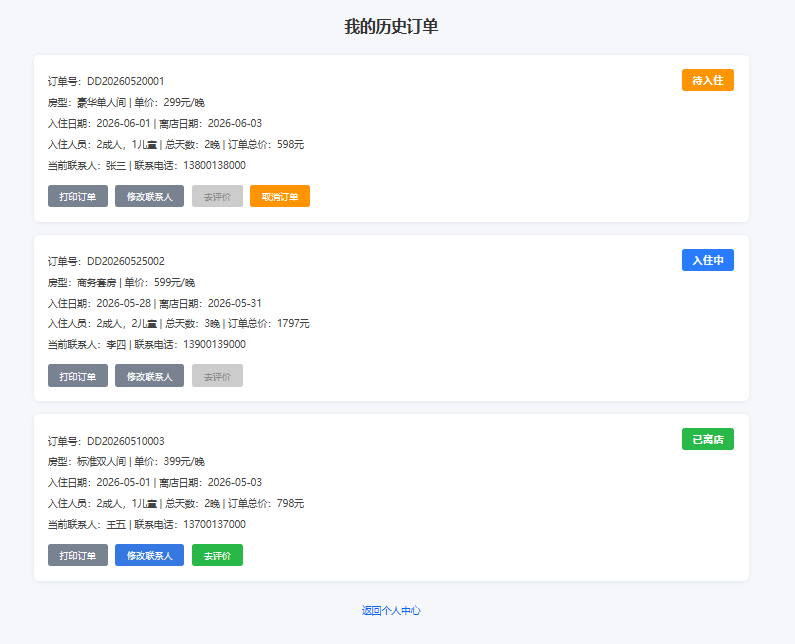 我的历史订单
订单号：DD20260520001
待入住
房型：豪华单人间 | 单价：299元/晚
入住日期：2026-06-01 | 离店日期：2026-06-03
入住人员：2成人，1儿童 | 总天数：2晚 | 订单总价：598元
当前联系人：张三 | 联系电话：13800138000
打印订单 修改联系人 去评价 取消订单
订单号：DD20260525002
入住中
房型：商务套房 | 单价：599元/晚
入住日期：2026-05-28 | 离店日期：2026-05-31
入住人员：2成人，2儿童 | 总天数：3晚 | 订单总价：1797元
当前联系人：李四 | 联系电话：13900139000
打印订单 修改联系人 去评价
订单号：DD20260510003
已离店
房型：标准双人间 | 单价：399元/晚
入住日期：2026-05-01 | 离店日期：2026-05-03
入住人员：2成人，1儿童 | 总天数：2晚 | 订单总价：798元
当前联系人：王五 | 联系电话：13700137000
打印订单 修改联系人 去评价
返回个人中心